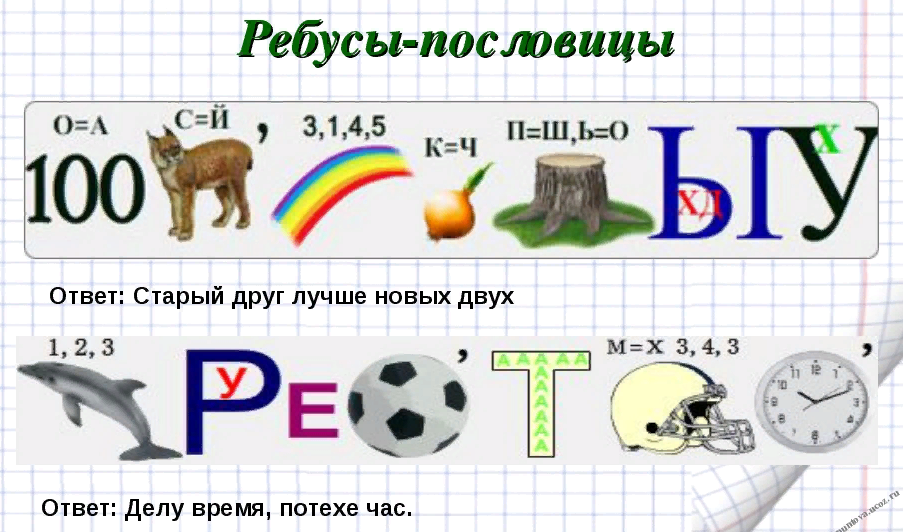 Ребусы-пословицы
О=А С=Й , 3,1,4,5 К=Ч П=Ш,Ь=О
100 Ы ХД У Х
Ответ: Старый друг лучше новых двух
1, 2, 3 , М=Х 3, 4, 3 ,
Р У Е Т А А А А А А А А А А А А
Ответ: Делу время, потехе час.